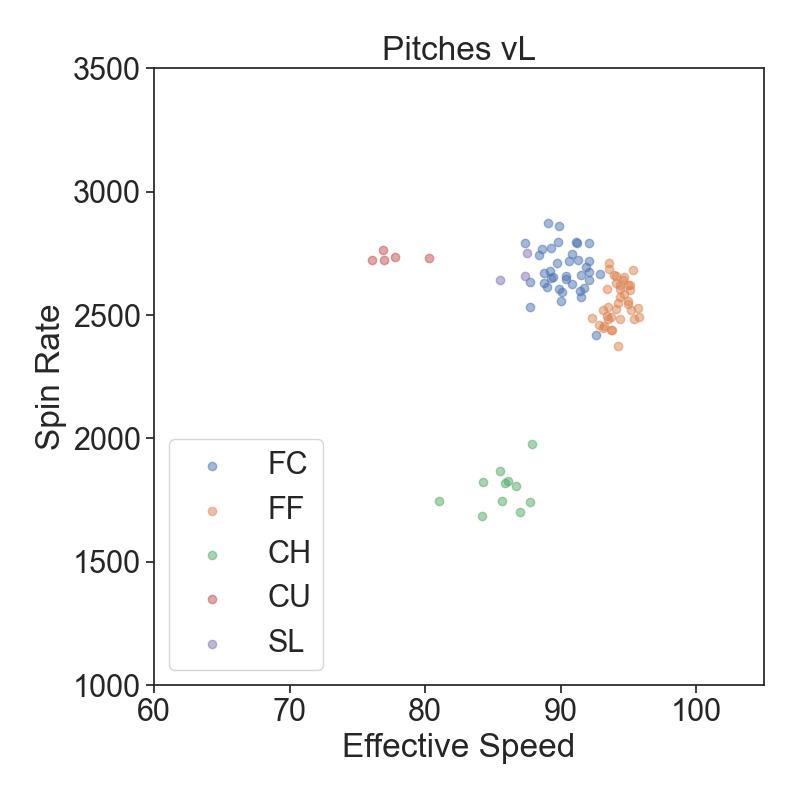 Pitches vL
3500
3000
2500
2000
1500
1000
Spin Rate
FC
FF
CH
CU
SL
60 70 80 90 100
Effective Speed